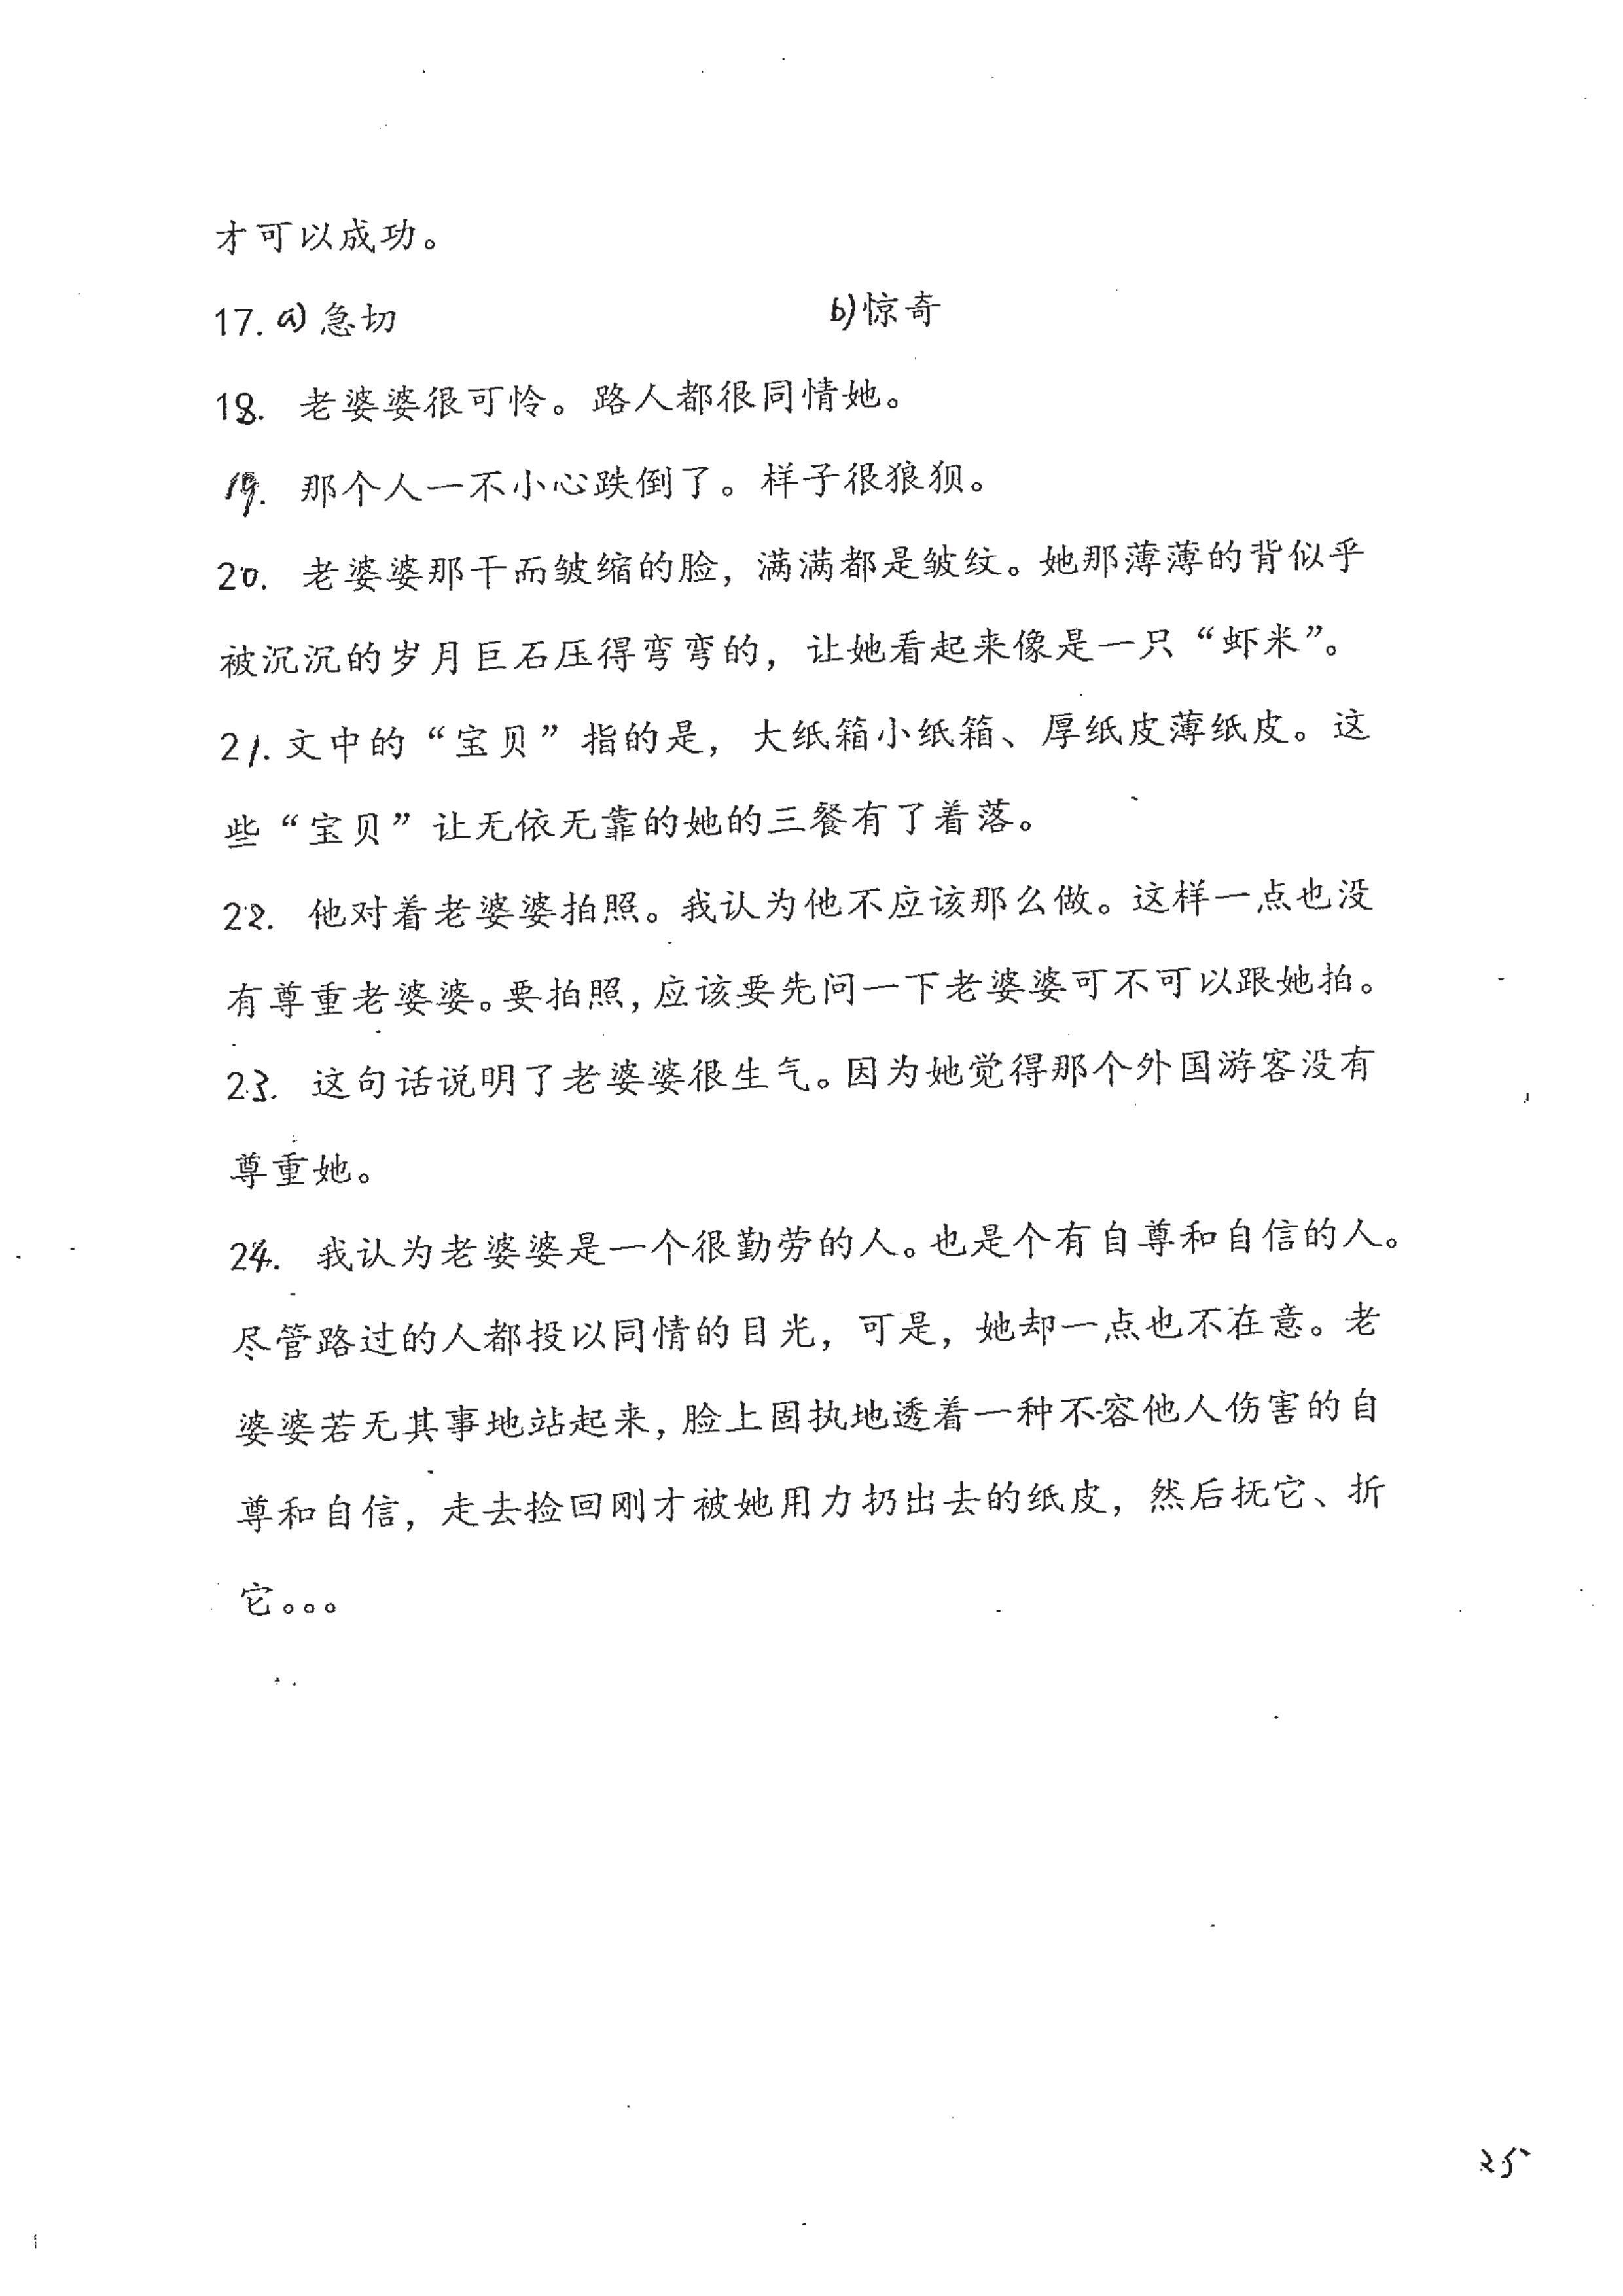 才可以成功。
17. a) 急切 b) 惊奇
18. 老婆婆很可怜。路人都很同情她。
19. 那个人一不小心跌倒了。样子很狼狈。
20. 老婆婆那干而皱缩的脸，满满都是皱纹。她那薄薄的背似乎
被沉沉的岁月巨石压得弯弯的，让她看起来像是一只“虾米”。
21. 文中的“宝贝”指的是，大纸箱小纸箱、厚纸皮薄纸皮。这
些“宝贝”让无依无靠的她的三餐有了着落。
22. 他对着老婆婆拍照。我认为他不应该那么做。这样一点也没
有尊重老婆婆。要拍照，应该要先问一下老婆婆可不可以跟她拍。
23. 这句话说明了老婆婆很生气。因为她觉得那个外国游客没有
尊重她。
24. 我认为老婆婆是一个很勤劳的人。也是个有自尊和自信的人。
尽管路过的人都投以同情的目光，可是，她却一点也不在意。老
婆婆若无其事地站起来，脸上固执地透着一种不容他人伤害的自
尊和自信，走去捡回刚才被她用力扔出去的纸皮，然后抚它、折
它。。。
25